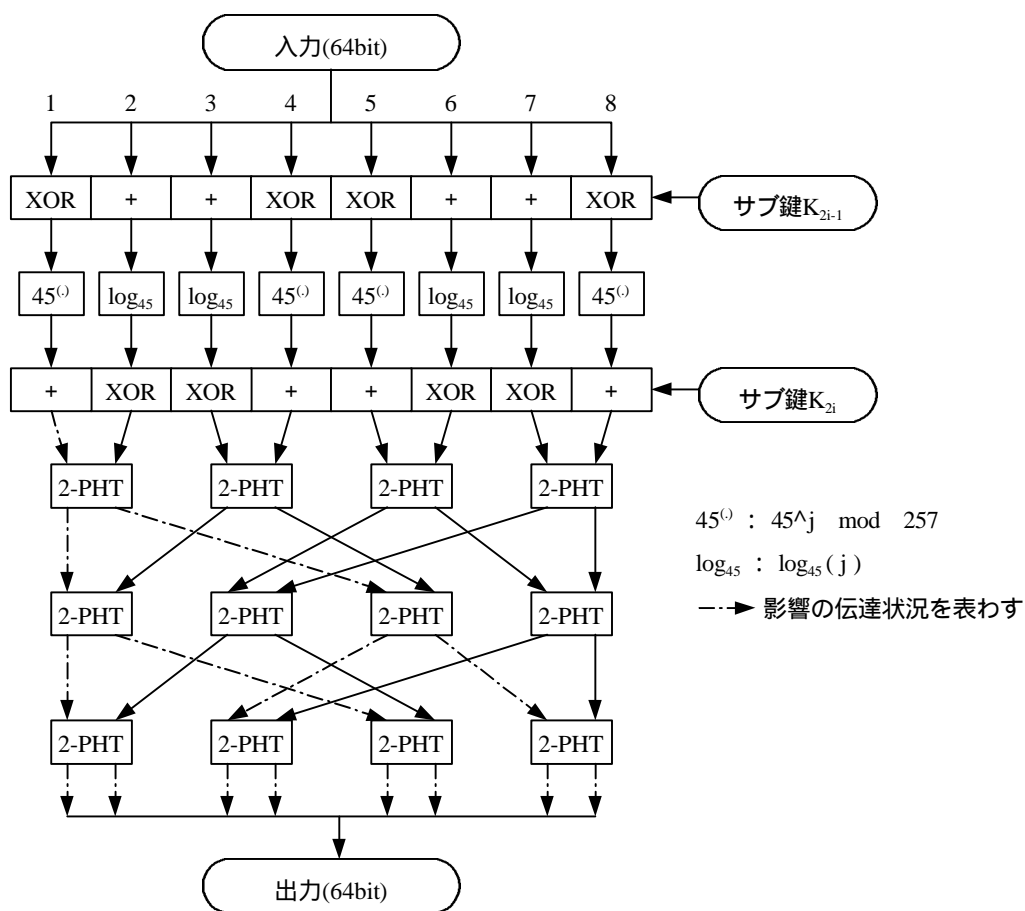 入力(64bit)
1 2 3 4 5 6 7 8
XOR + + XOR XOR + + XOR
サブ鍵K2i-1
45(.) log45 log45 45(.) 45(.) log45 log45 45(.)
+ XOR XOR + + XOR XOR +
サブ鍵K2i
2-PHT 2-PHT 2-PHT 2-PHT
45(.) : 45^j mod 257
log45 : log45(j)
2-PHT 2-PHT 2-PHT 2-PHT
影響の伝達状況を表わす
2-PHT 2-PHT 2-PHT 2-PHT
出力(64bit)